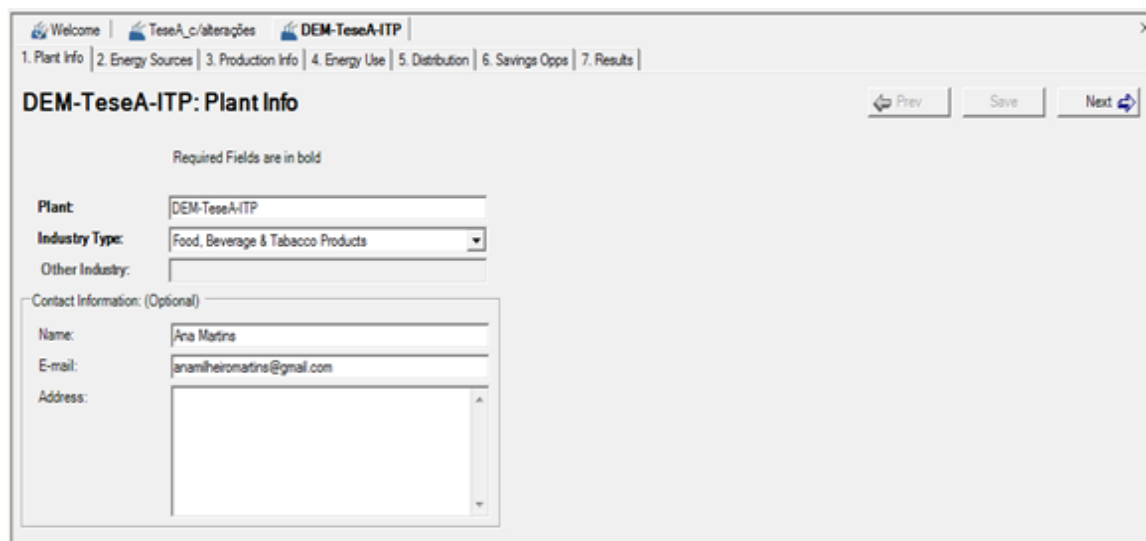 Welcome TeseA_c/alterações DEM-TeseA-ITP
1. Plant Info 2. Energy Sources 3. Production Info 4. Energy Use 5. Distribution 6. Savings Opps 7. Results
DEM-TeseA-ITP: Plant Info Prev Save Next
Required Fields are in bold
Plant: DEM-TeseA-ITP
Industry Type: Food, Beverage & Tabacco Products
Other Industry:
Contact Information: (Optional)
Name: Ana Martins
E-mail: anamilheiromartins@gmail.com
Address: